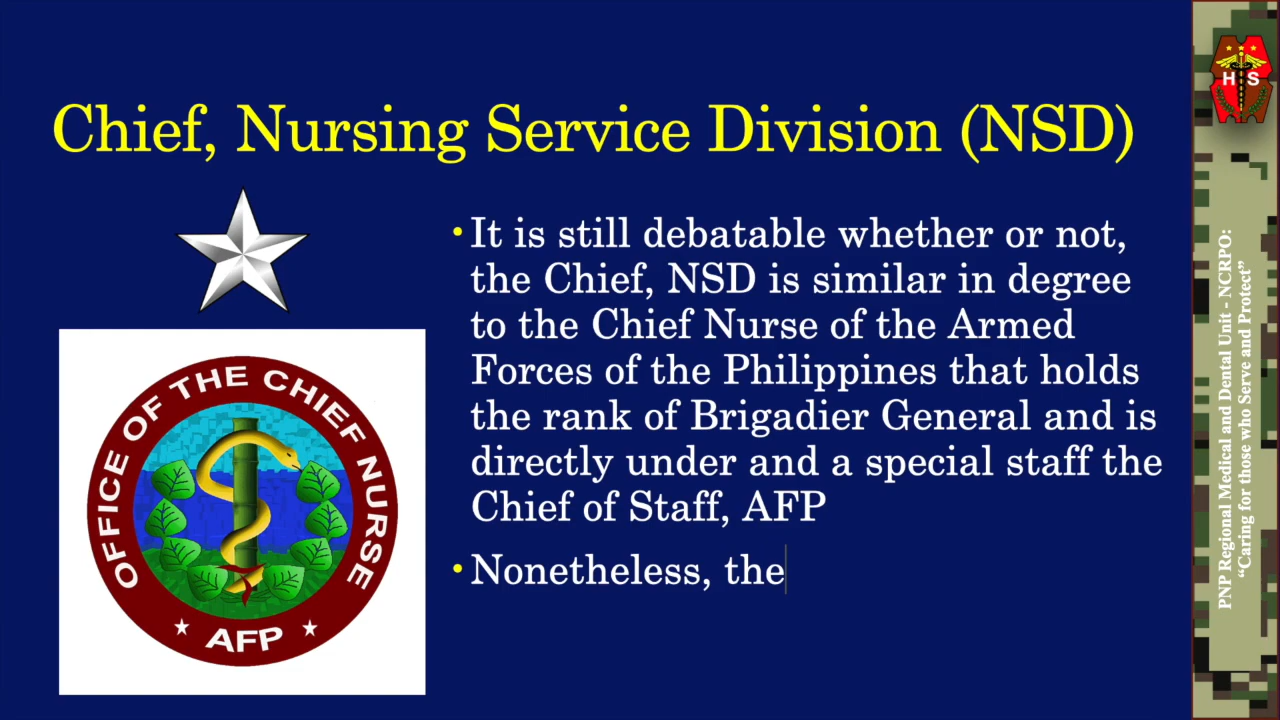 Chief, Nursing Service Division (NSD)
• It is still debatable whether or not,
the Chief, NSD is similar in degree
to the Chief Nurse of the Armed
Forces of the Philippines that holds
the rank of Brigadier General and is
directly under and a special staff the
Chief of Staff, AFP
• Nonetheless, the
OFFICE OF THE CHIEF NURSE
AFP
H S
PNP Regional Medical and Dental Unit - NCRPO:
“Caring for those who Serve and Protect”